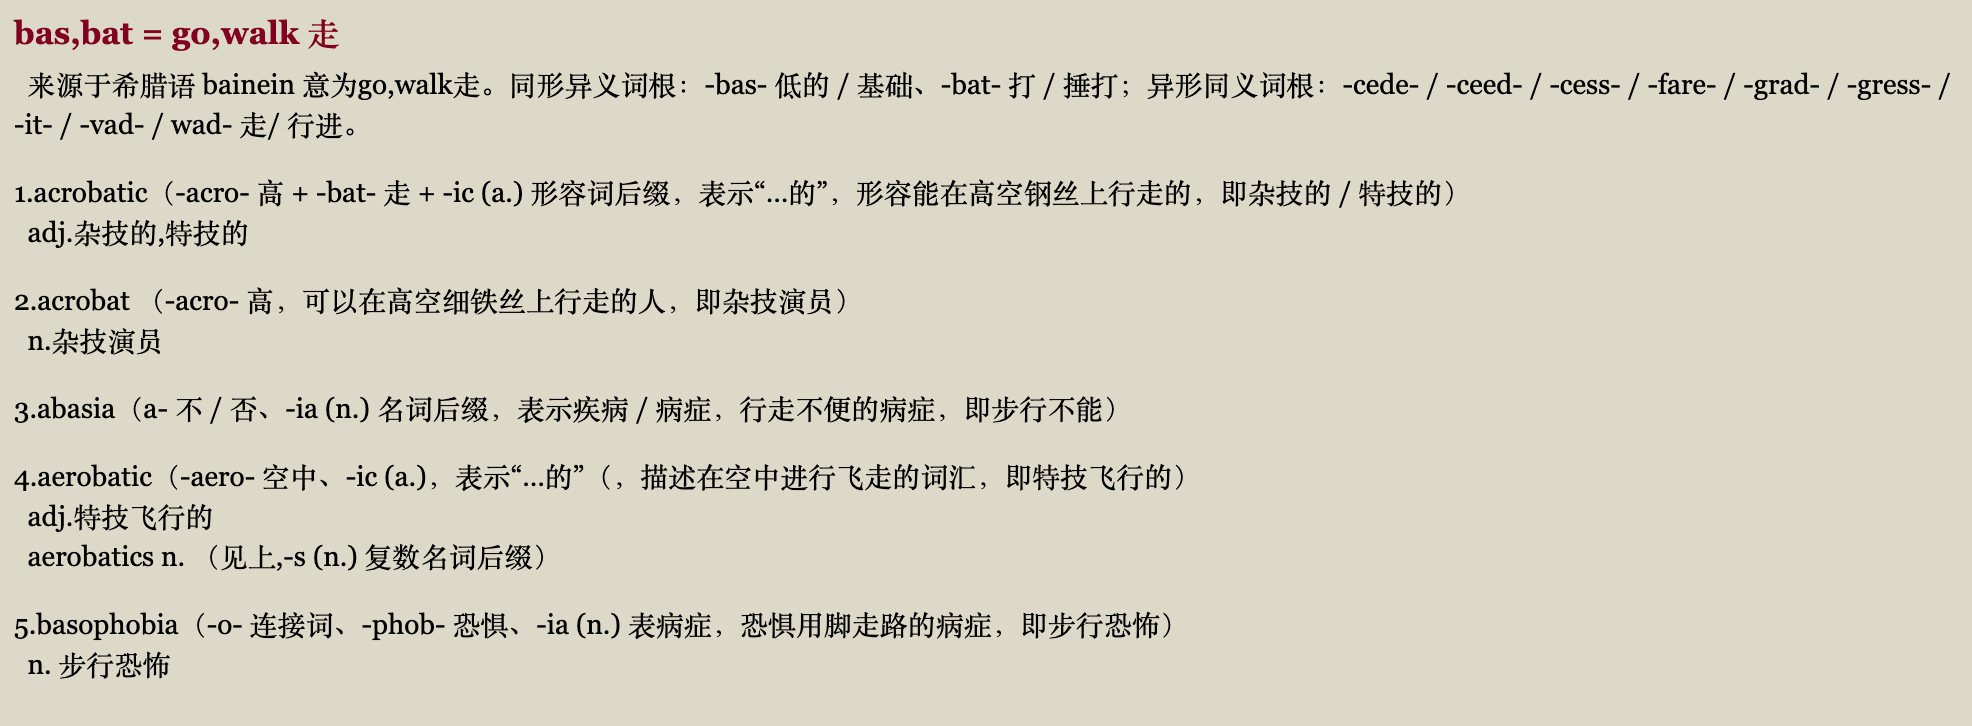 bas,bat = go,walk 走
来源于希腊语 bainein 意为go,walk走。同形异义词根：-bas- 低的 / 基础、-bat- 打 / 捶打；异形同义词根：-cede- / -ceed- / -cess- / -fare- / -grad- / -gress- /
-it- / -vad- / wad- 走/ 行进。
1.acrobatic（-acro- 高 + -bat- 走 + -ic (a.) 形容词后缀，表示“...的”，形容能在高空钢丝上行走的，即杂技的 / 特技的）
adj.杂技的,特技的
2.acrobat （-acro- 高，可以在高空细铁丝上行走的人，即杂技演员）
n.杂技演员
3.abasia（a- 不 / 否、-ia (n.) 名词后缀，表示疾病 / 病症，行走不便的病症，即步行不能）
4.aerobatic（-aero- 空中、-ic (a.)，表示“...的”（，描述在空中进行飞走的词汇，即特技飞行的）
adj.特技飞行的
aerobatics n. （见上,-s (n.) 复数名词后缀）
5.basophobia（-o- 连接词、-phob- 恐惧、-ia (n.) 表病症，恐惧用脚走路的病症，即步行恐怖）
n. 步行恐怖